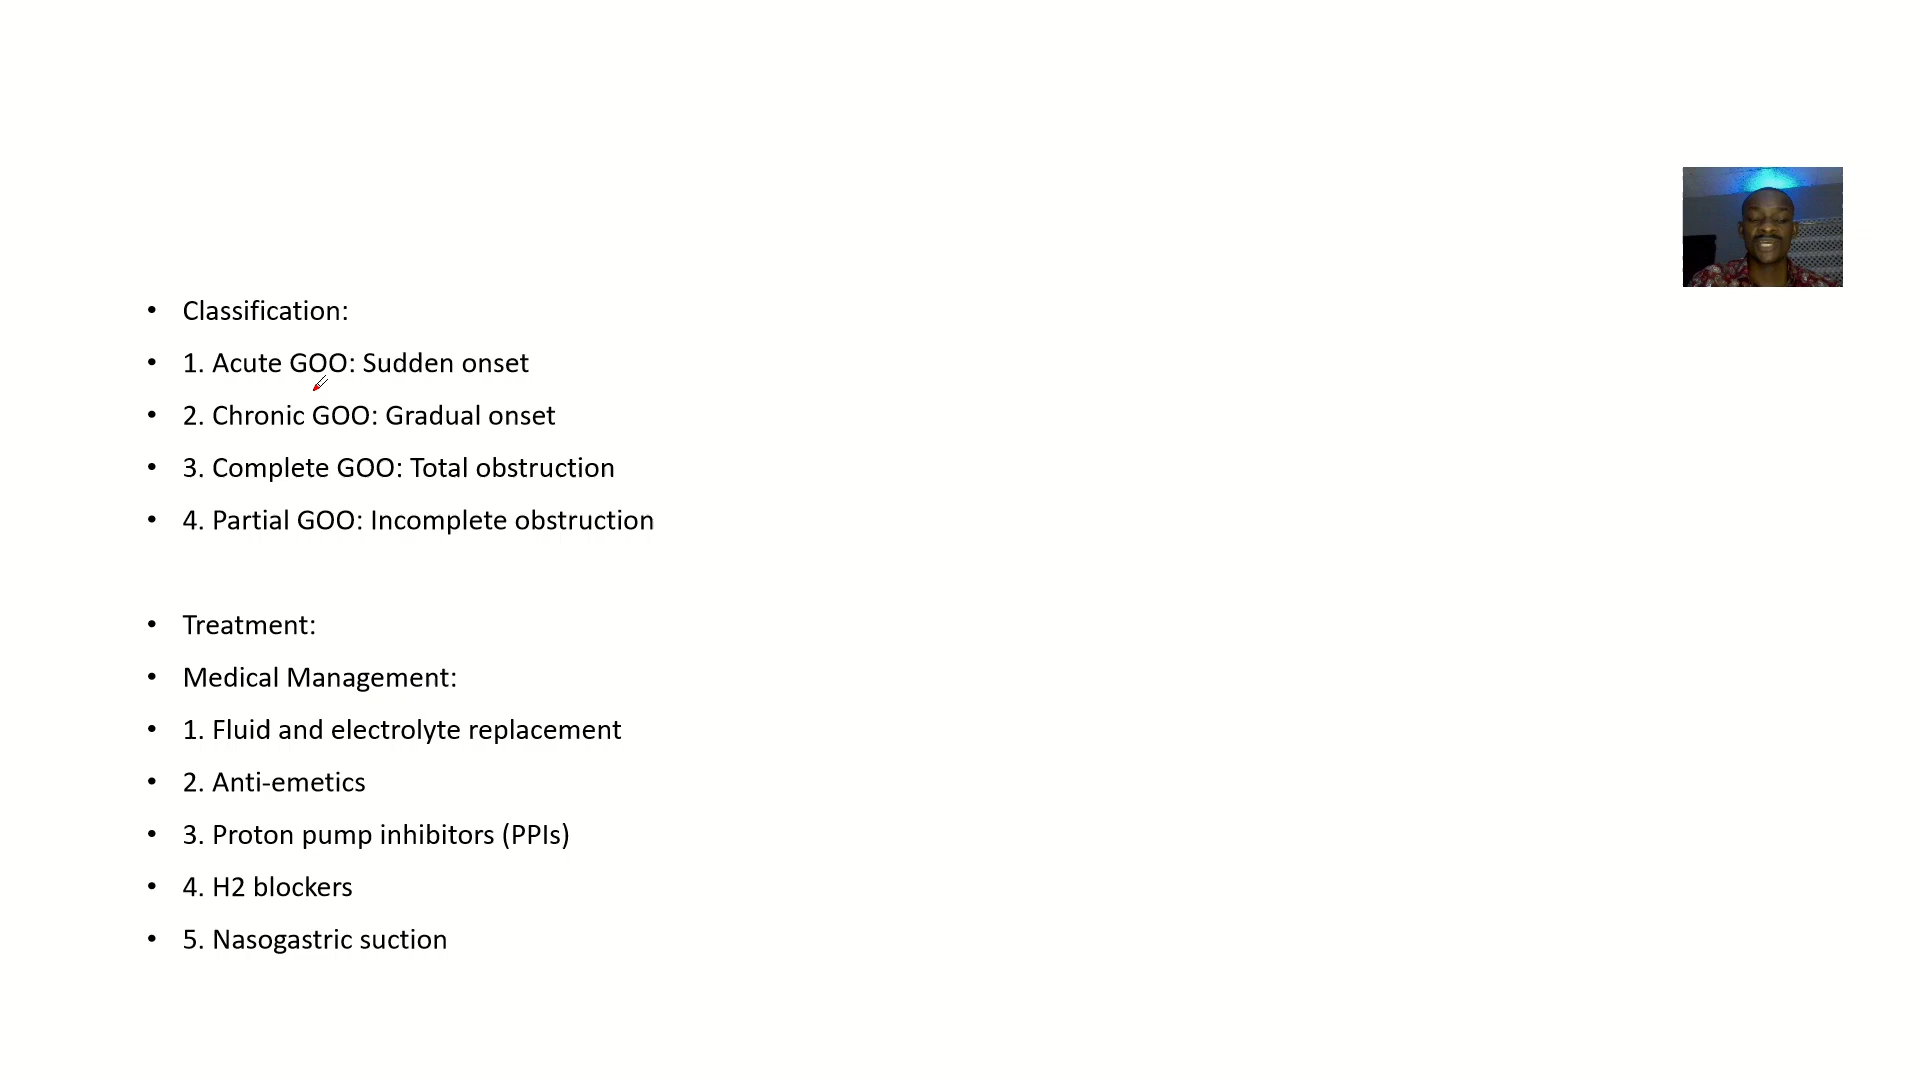 • Classification:
• 1. Acute GOO: Sudden onset
• 2. Chronic GOO: Gradual onset
• 3. Complete GOO: Total obstruction
• 4. Partial GOO: Incomplete obstruction
• Treatment:
• Medical Management:
• 1. Fluid and electrolyte replacement
• 2. Anti-emetics
• 3. Proton pump inhibitors (PPIs)
• 4. H2 blockers
• 5. Nasogastric suction